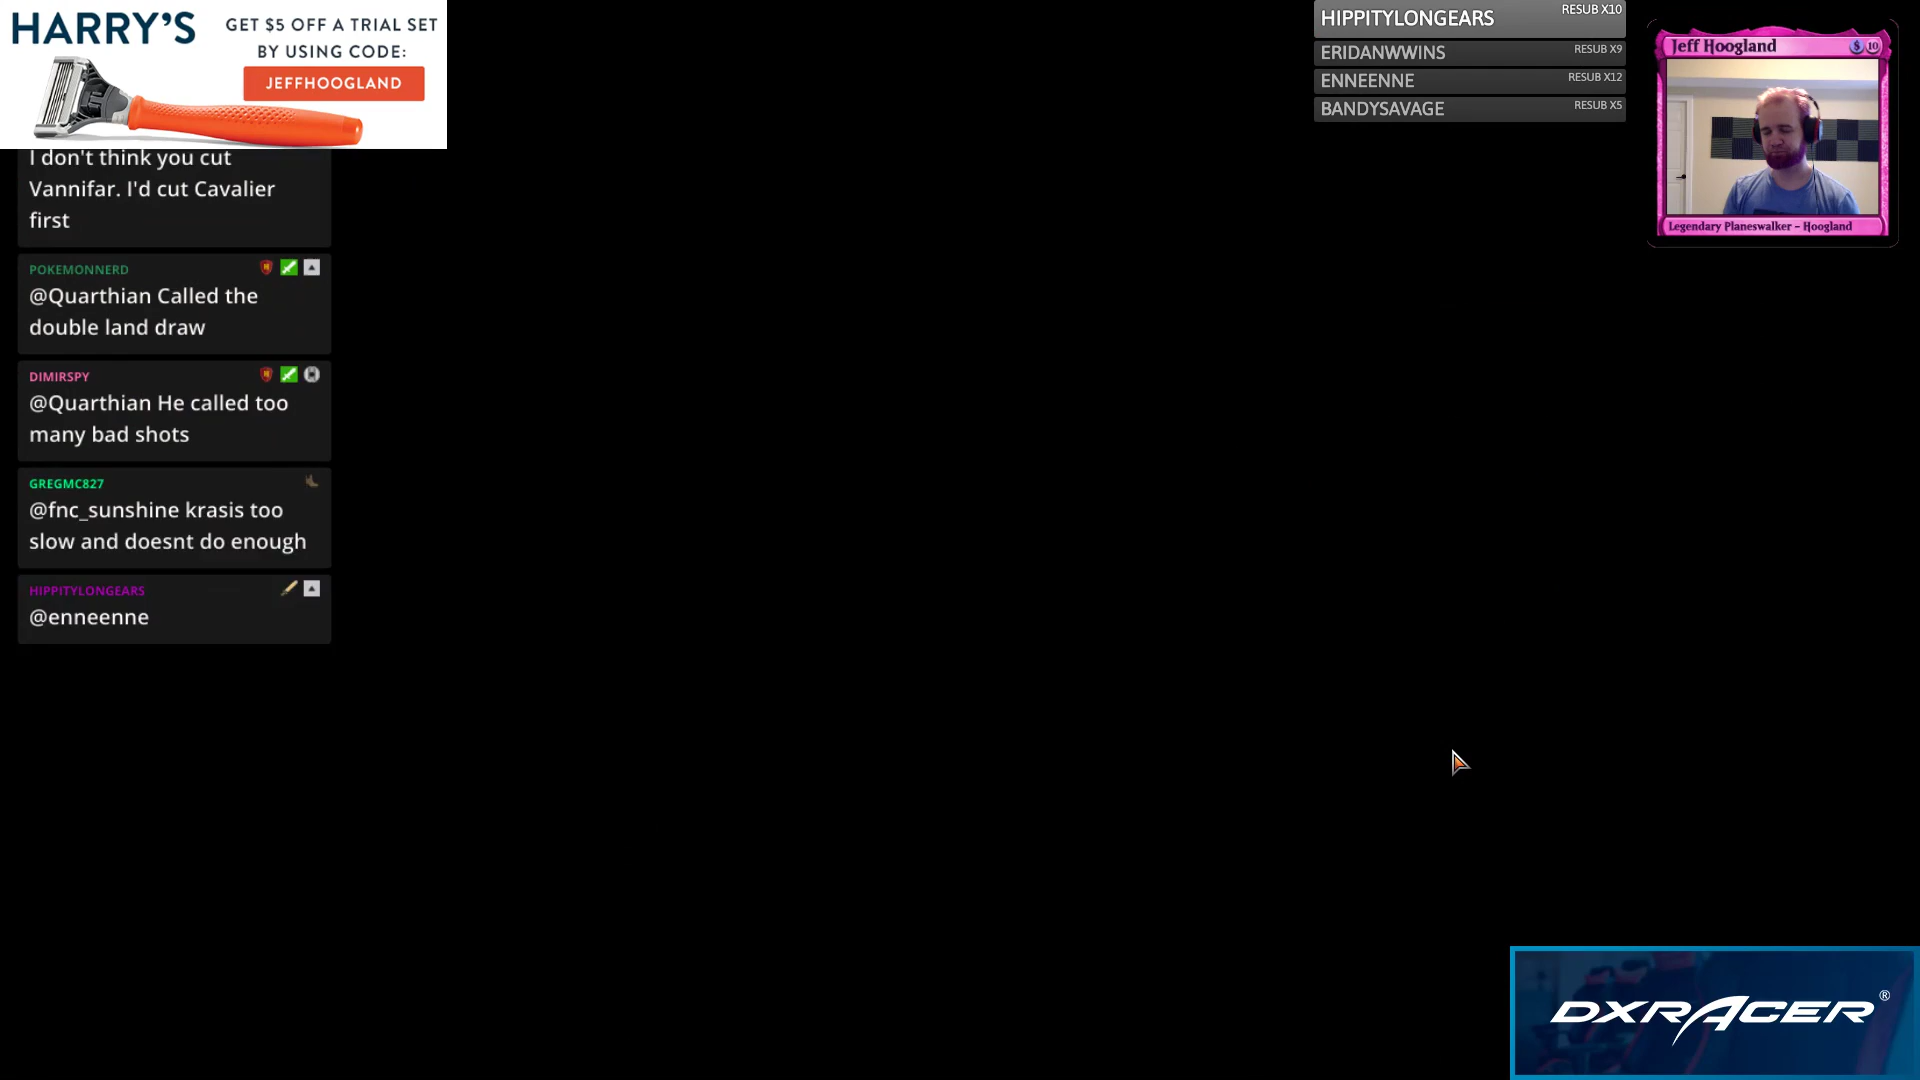 HARRY'S
GET $5 OFF A TRIAL SET
BY USING CODE:
JEFFHOOGLAND
I don't think you cut
Vannifar. I'd cut Cavalier
first
POKEMONNERD
@Quarthian Called the
double land draw
DIMIRSPY
@Quarthian He called too
many bad shots
GREGMC827
@fnc_sunshine krasis too
slow and doesnt do enough
HIPPITYLONGEARS
@enneenne
HIPPITYLONGEARS RESUB X10
ERIDANWWINS RESUB X9
ENNEENNE RESUB X12
BANDYSAVAGE RESUB X5
Jeff Hoogland $ 10
Legendary Planeswalker - Hoogland
DXRACER®